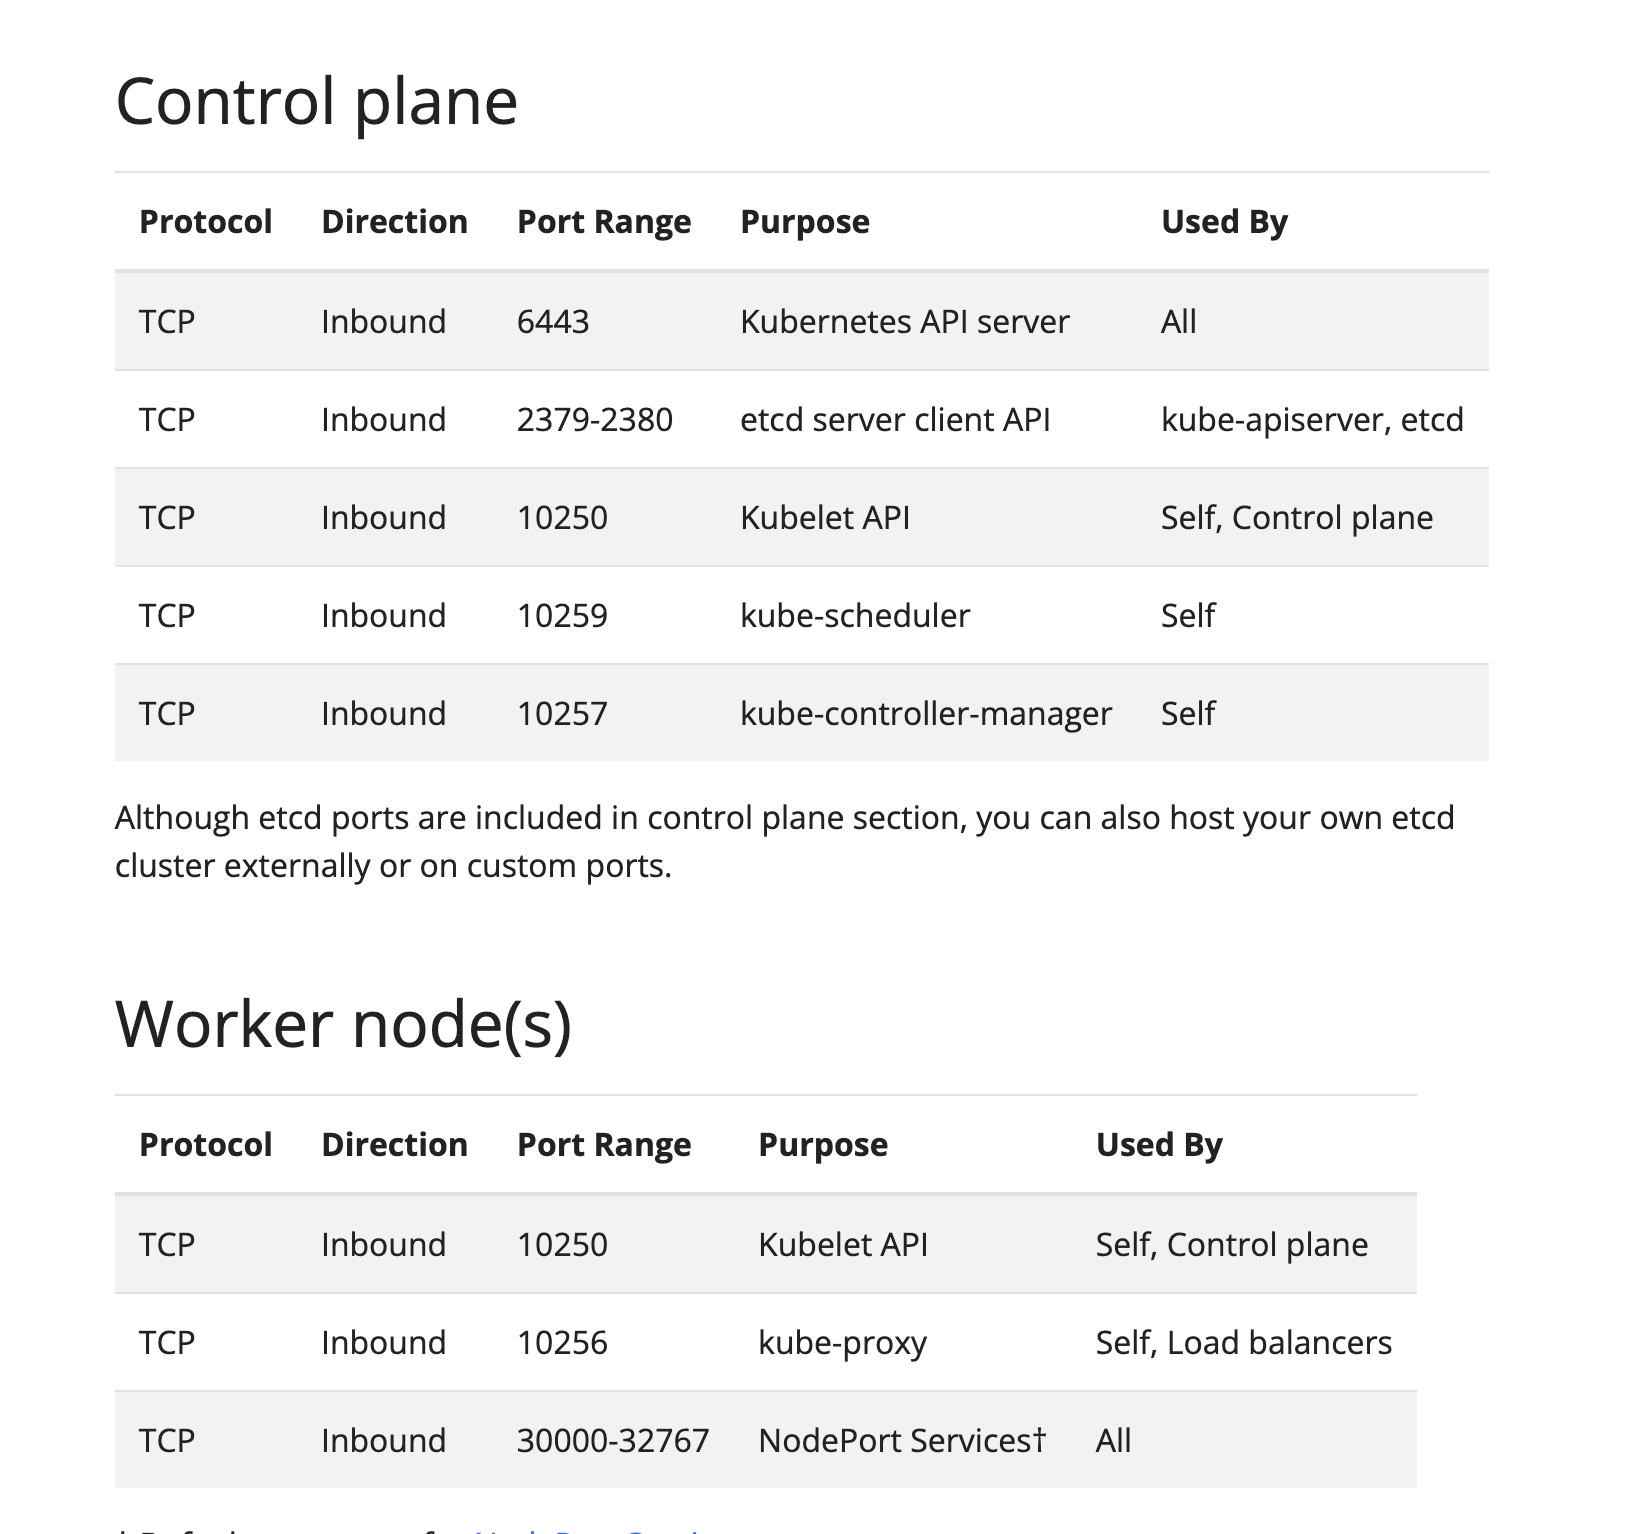 Control plane
Protocol Direction Port Range Purpose Used By
TCP Inbound 6443 Kubernetes API server All
TCP Inbound 2379-2380 etcd server client API kube-apiserver, etcd
TCP Inbound 10250 Kubelet API Self, Control plane
TCP Inbound 10259 kube-scheduler Self
TCP Inbound 10257 kube-controller-manager Self
Although etcd ports are included in control plane section, you can also host your own etcd
cluster externally or on custom ports.
Worker node(s)
Protocol Direction Port Range Purpose Used By
TCP Inbound 10250 Kubelet API Self, Control plane
TCP Inbound 10256 kube-proxy Self, Load balancers
TCP Inbound 30000-32767 NodePort Services† All